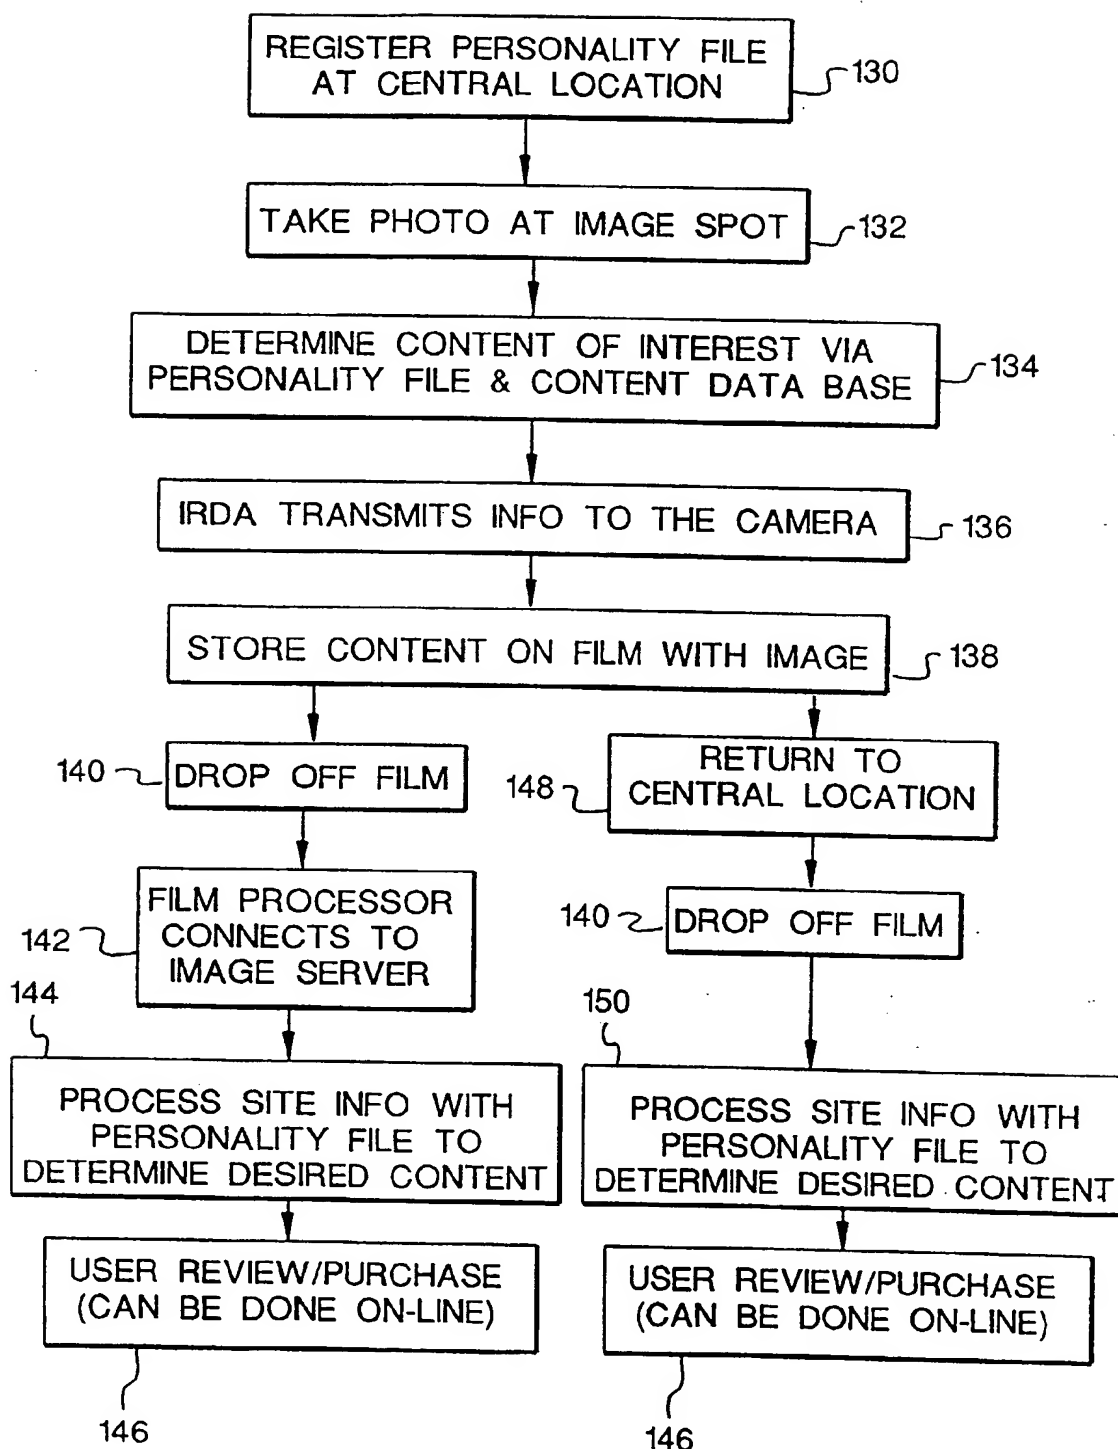 REGISTER PERSONALITY FILE
AT CENTRAL LOCATION
130
TAKE PHOTO AT IMAGE SPOT
132
DETERMINE CONTENT OF INTEREST VIA
PERSONALITY FILE & CONTENT DATA BASE
134
IRDA TRANSMITS INFO TO THE CAMERA
136
STORE CONTENT ON FILM WITH IMAGE
138
140
DROP OFF FILM
148
RETURN TO
CENTRAL LOCATION
142
FILM PROCESSOR
CONNECTS TO
IMAGE SERVER
140
DROP OFF FILM
144
PROCESS SITE INFO WITH
PERSONALITY FILE TO
DETERMINE DESIRED CONTENT
150
PROCESS SITE INFO WITH
PERSONALITY FILE TO
DETERMINE DESIRED CONTENT
USER REVIEW/PURCHASE
(CAN BE DONE ON-LINE)
146
USER REVIEW/PURCHASE
(CAN BE DONE ON-LINE)
146